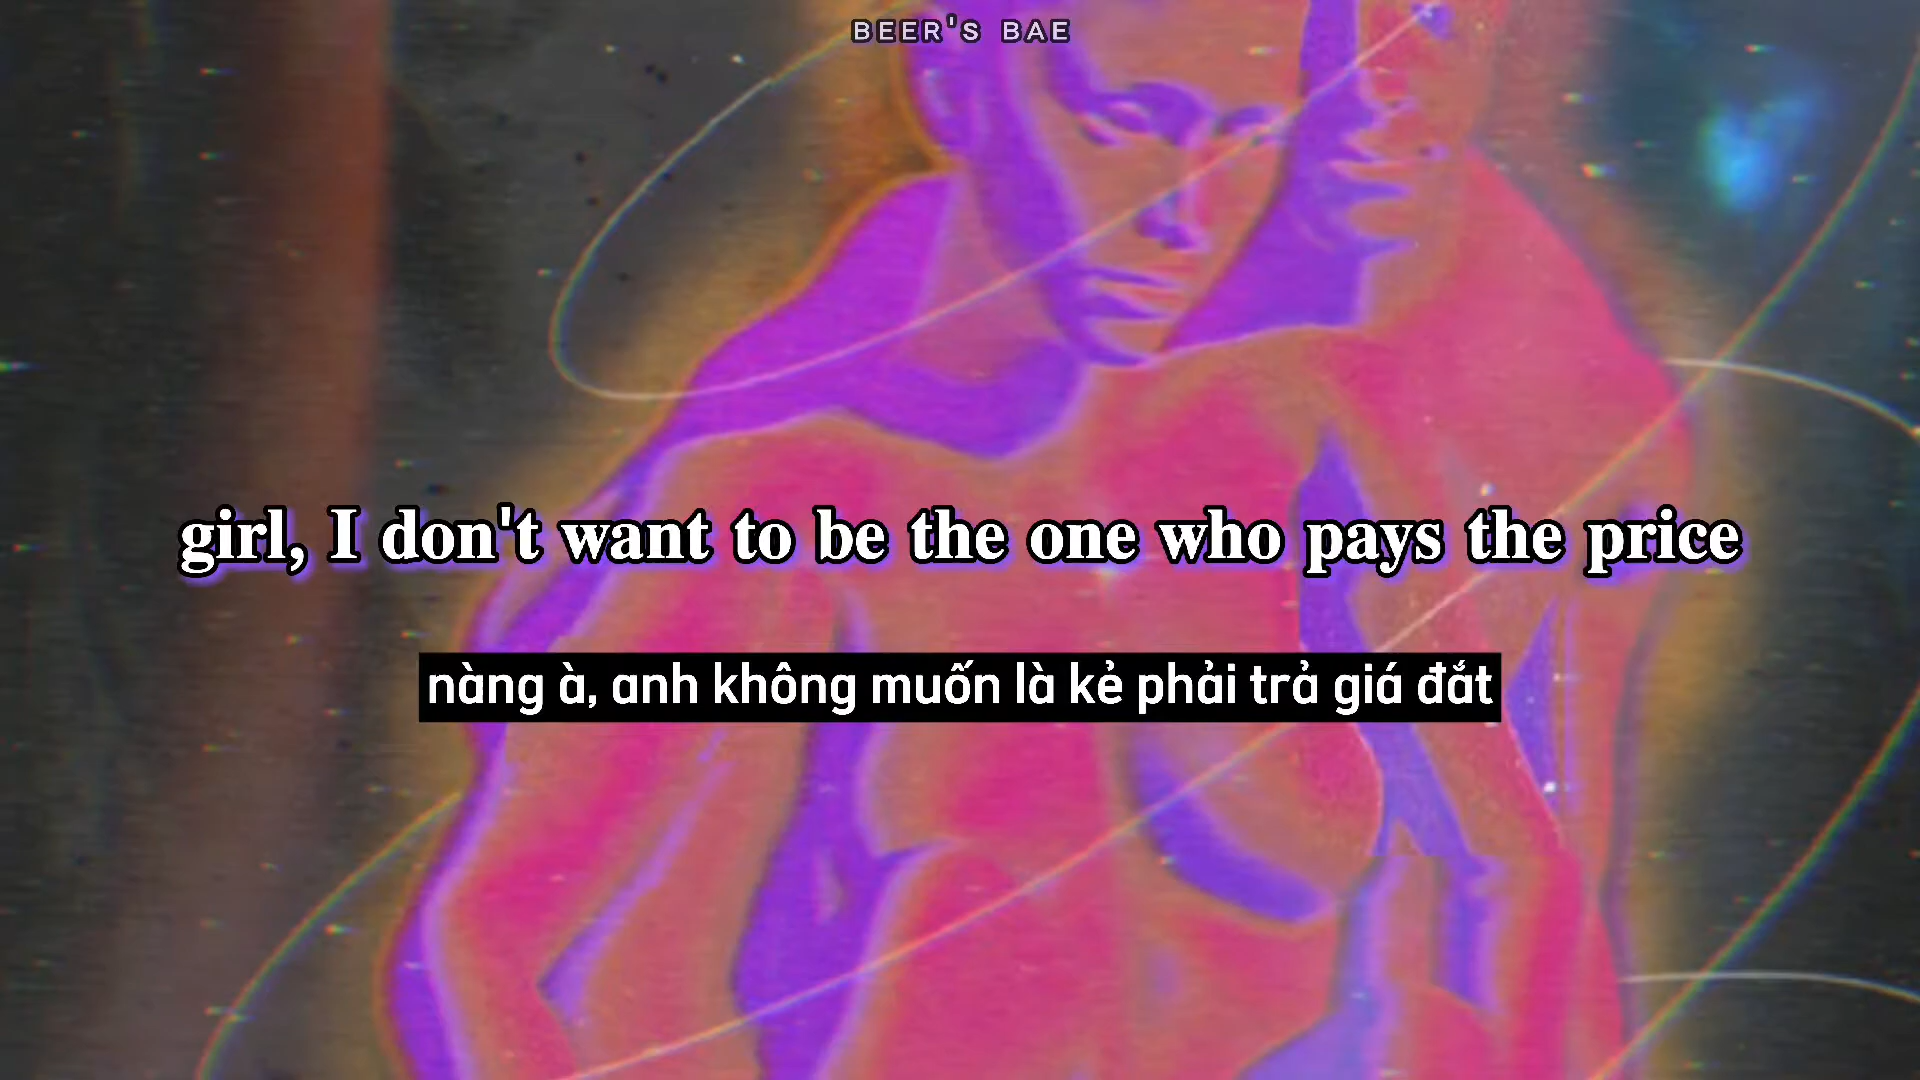 BEER'S BAE
girl, I don't want to be the one who pays the price
nàng à, anh không muốn là kẻ phải trả giá đắt